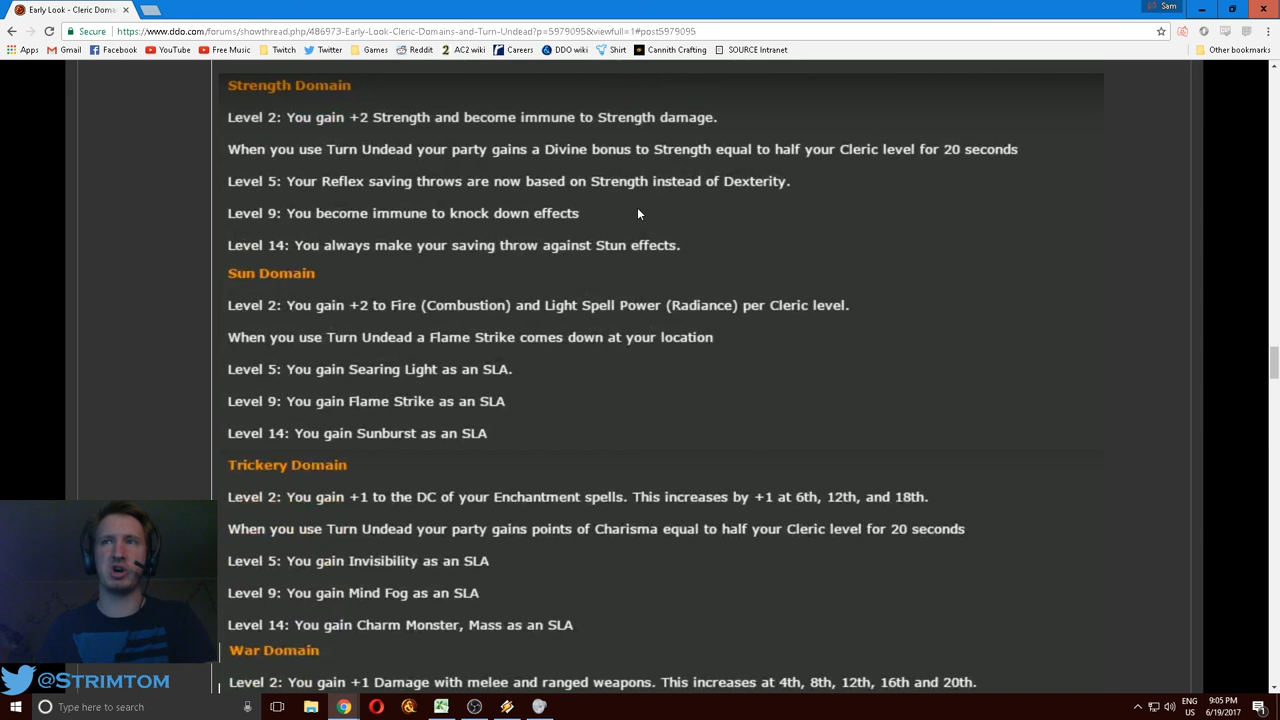 Early Look - Cleric Doma
Sam
Secure
https://www.ddo.com/forums/showthread.php/486973-Early-Look-Cleric-Domains-and-Turn-Undead?p=5979095&viewfull=1#post5979095
Apps Gmail Facebook YouTube Free Music Twitch Twitter Games Reddit AC2 wiki Careers DDO wiki Shirt Cannith Crafting SOURCE Intranet Other bookmarks
Strength Domain
Level 2: You gain +2 Strength and become immune to Strength damage.
When you use Turn Undead your party gains a Divine bonus to Strength equal to half your Cleric level for 20 seconds
Level 5: Your Reflex saving throws are now based on Strength instead of Dexterity.
Level 9: You become immune to knock down effects
Level 14: You always make your saving throw against Stun effects.
Sun Domain
Level 2: You gain +2 to Fire (Combustion) and Light Spell Power (Radiance) per Cleric level.
When you use Turn Undead a Flame Strike comes down at your location
Level 5: You gain Searing Light as an SLA.
Level 9: You gain Flame Strike as an SLA
Level 14: You gain Sunburst as an SLA
Trickery Domain
Level 2: You gain +1 to the DC of your Enchantment spells. This increases by +1 at 6th, 12th, and 18th.
When you use Turn Undead your party gains points of Charisma equal to half your Cleric level for 20 seconds
Level 5: You gain Invisibility as an SLA
Level 9: You gain Mind Fog as an SLA
Level 14: You gain Charm Monster, Mass as an SLA
War Domain
Level 2: You gain +1 Damage with melee and ranged weapons. This increases at 4th, 8th, 12th, 16th and 20th.
@STRIMTOM
Type here to search
ENG
US
9:05 PM
6/19/2017